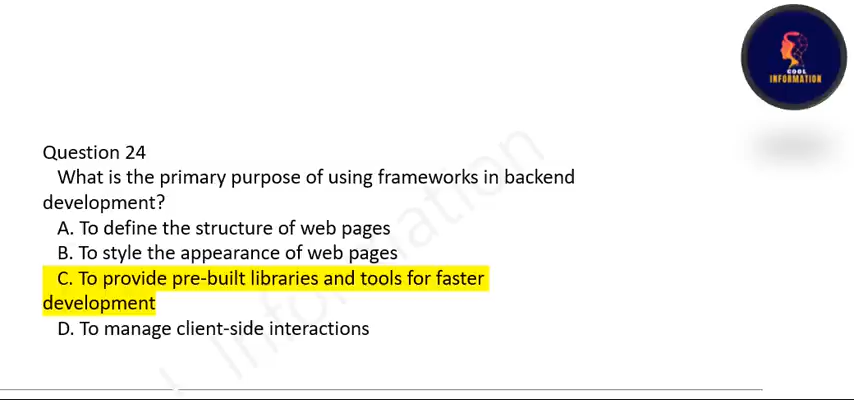 COOL
INFORMATION
Question 24
What is the primary purpose of using frameworks in backend
development?
A. To define the structure of web pages
B. To style the appearance of web pages
C. To provide pre-built libraries and tools for faster
development
D. To manage client-side interactions
Information